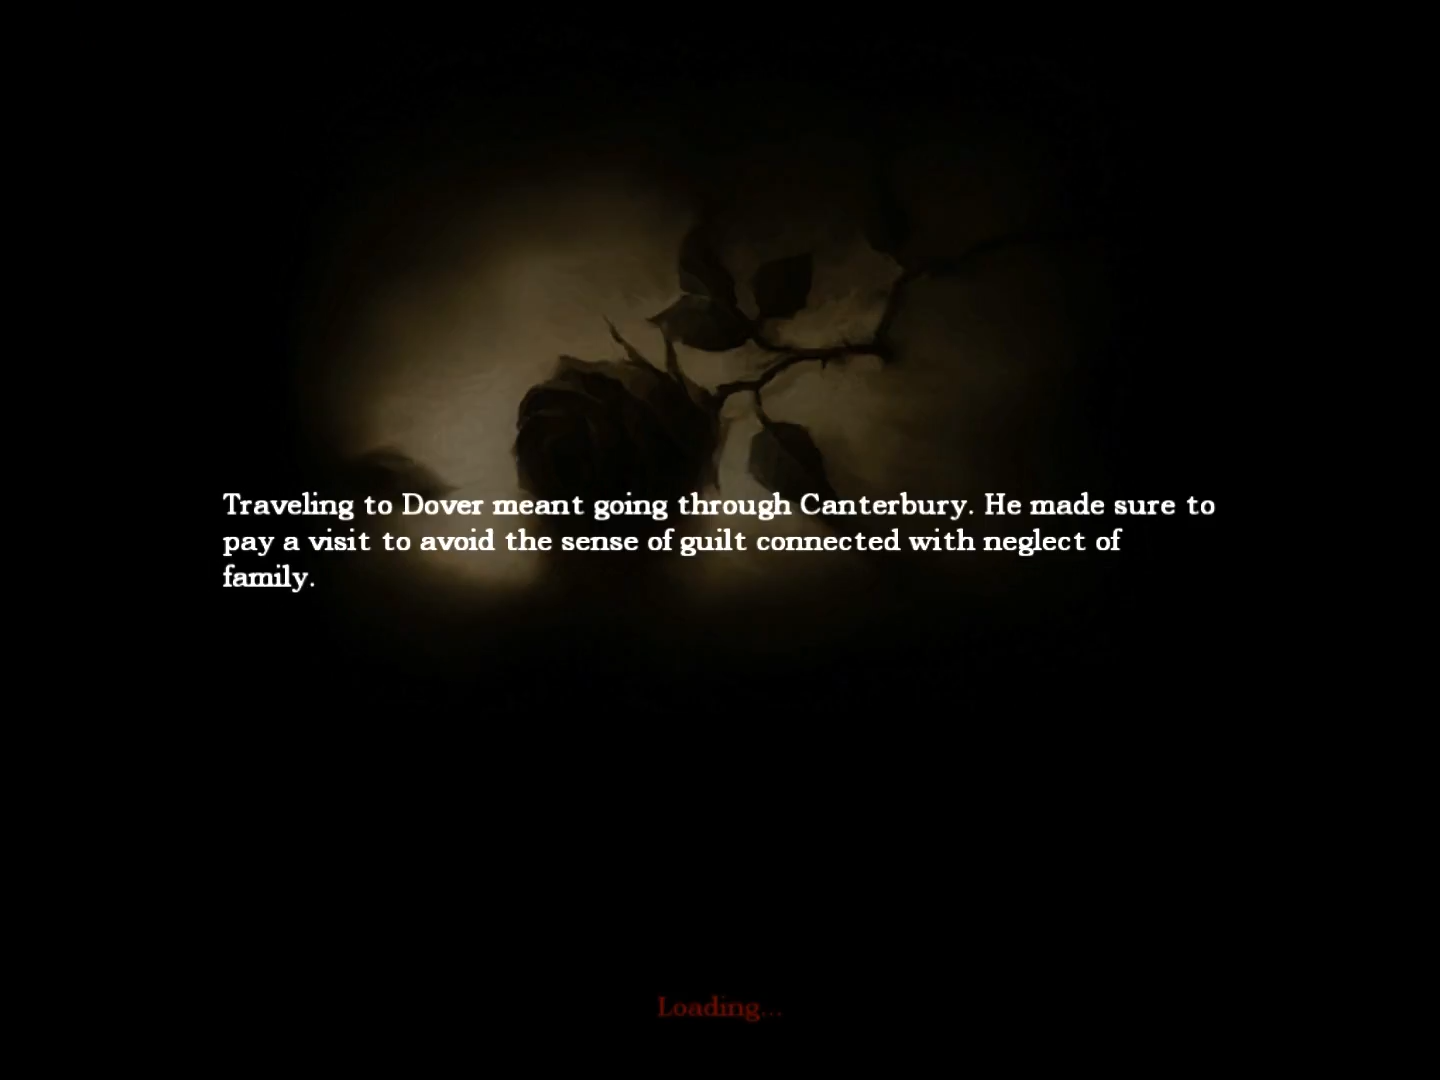 Traveling to Dover meant going through Canterbury. He made sure to
pay a visit to avoid the sense of guilt connected with neglect of
family.
Loading...